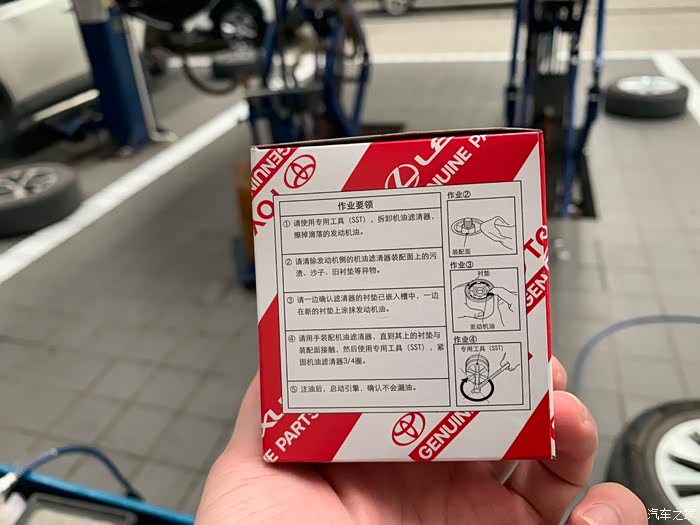 GENUIN
TOY
LE
GENUINE PARTS
作业要领
① 请使用专用工具（SST），拆卸机油滤清器，
擦掉滴落的发动机油。
② 请清除发动机侧的机油滤清器装配面上的污
渍、沙子、旧衬垫等异物。
③ 请一边确认滤清器的衬垫已嵌入槽中，一边
在新的衬垫上涂抹发动机油。
④ 请用手装配机油滤清器，直到其上的衬垫与
装配面接触，然后使用专用工具（SST），紧
固机油滤清器3/4圈。
⑤ 注油后，启动引擎，确认不会漏油。
作业②
装配面
作业③
衬垫
发动机油
作业④
专用工具（SST）
GEN
XU
NE PARTS
GENUINE
汽车之家